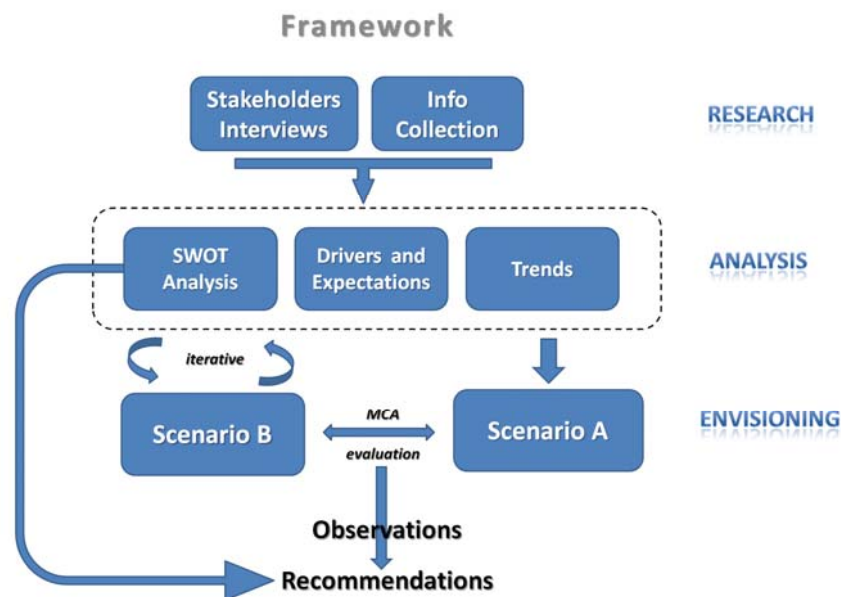 Framework
Stakeholders
Interviews
Info
Collection
RESEARCH
SWOT
Analysis
Drivers and
Expectations
Trends
ANALYSIS
iterative
Scenario B
MCA
evaluation
Scenario A
ENVISIONING
Observations
Recommendations